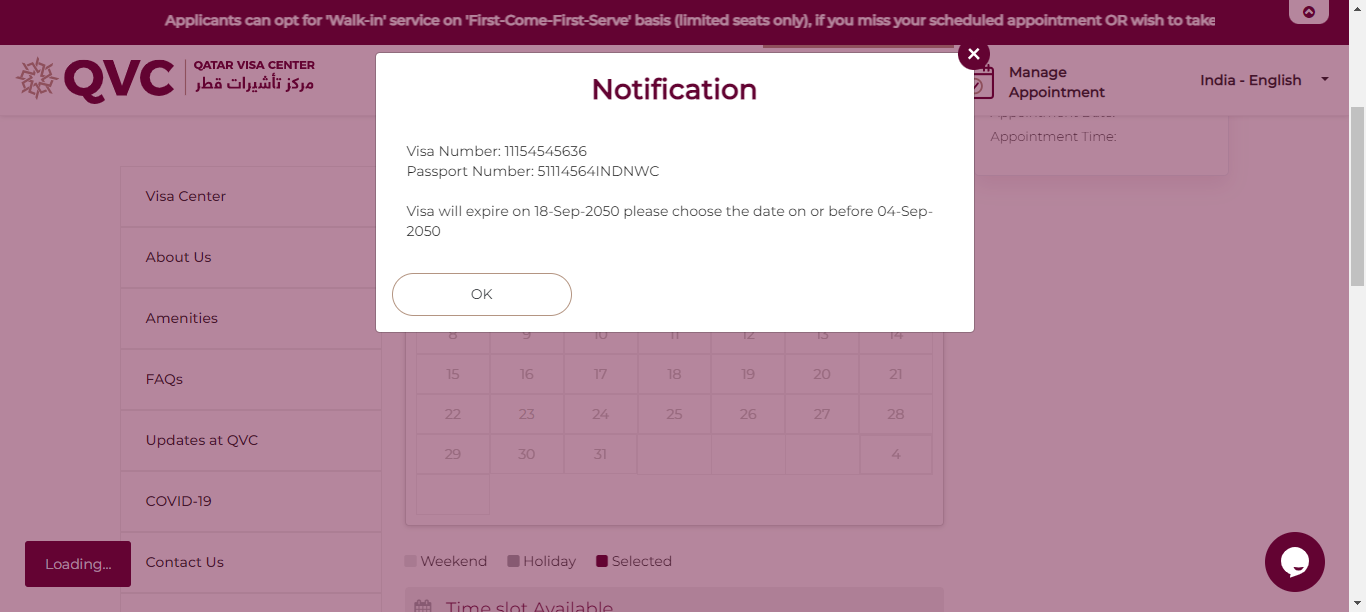 Applicants can opt for 'Walk-in' service on 'First-Come-First-Serve' basis (limited seats only), if you miss your scheduled appointment OR wish to take
QVC
QATAR VISA CENTER
مركز تأشيرات قطر
Manage
Appointment
India - English
Notification
Visa Number: 11154545636
Passport Number: 51114564INDNWC
Visa will expire on 18-Sep-2050 please choose the date on or before 04-Sep-
2050
OK
Appointment Date:
Appointment Time:
Visa Center
About Us
Amenities
FAQs
Updates at QVC
COVID-19
Contact Us
Loading...
8 9 10 11 12 13 14
15 16 17 18 19 20 21
22 23 24 25 26 27 28
29 30 31 4
Weekend Holiday Selected
Time slot Available